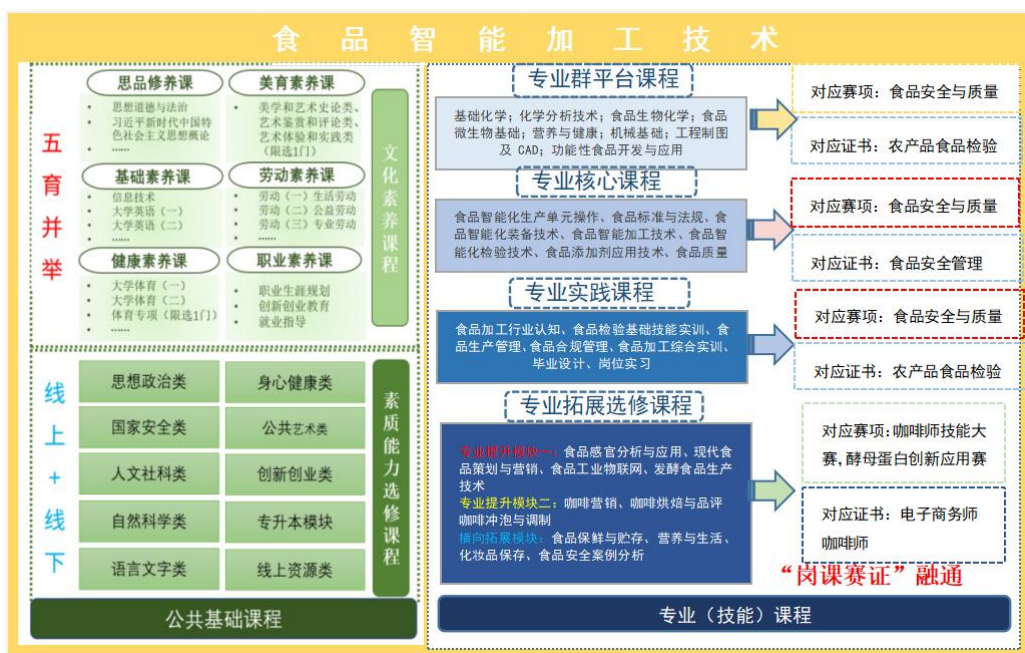 食品智能加工技术
五育并举
思品修养课
• 思想道德与法治
• 习近平新时代中国特
色社会主义思想概论
• ……
美育素养课
• 美学和艺术史论类、
艺术鉴赏和评论类、
艺术体验和实践类
（限选1门）
基础素养课
• 信息技术
• 大学英语（一）
• 大学英语（二）
• ……
劳动素养课
• 劳动（一）生活劳动
• 劳动（二）公益劳动
• 劳动（三）专业劳动
• ……
健康素养课
• 大学体育（一）
• 大学体育（二）
• 体育专项（限选1门）
• ……
职业素养课
• 职业生涯规划
• 创新创业教育
• 就业指导
文化素养课程
线上+线下
思想政治类
身心健康类
国家安全类
公共艺术类
人文社科类
创新创业类
自然科学类
专升本模块
语言文字类
线上资源类
素质能力选修课程
公共基础课程
专业群平台课程
基础化学；化学分析技术；食品生物化学；食品
微生物基础；营养与健康；机械基础；工程制图
及 CAD；功能性食品开发与应用
对应赛项：食品安全与质量
对应证书：农产品食品检验
专业核心课程
食品智能化生产单元操作、食品标准与法规、食
品智能化装备技术、食品智能加工技术、食品智
能化检验技术、食品添加剂应用技术、食品质量
对应赛项：食品安全与质量
对应证书：食品安全管理
专业实践课程
食品加工行业认知、食品检验基础技能实训、食
品生产管理、食品合规管理、食品加工综合实训、
毕业设计、岗位实习
对应赛项：食品安全与质量
对应证书：农产品食品检验
专业拓展选修课程
专业提升模块一：食品感官分析与应用、现代食
品策划与营销、食品工业物联网、发酵食品生产
技术
专业提升模块二：咖啡营销、咖啡烘焙与品评
咖啡冲泡与调制
横向拓展模块：食品保鲜与贮存、营养与生活、
化妆品保存、食品安全案例分析
对应赛项:咖啡师技能大
赛,酵母蛋白创新应用赛
对应证书：电子商务师
咖啡师
“岗课赛证”融通
专业（技能）课程